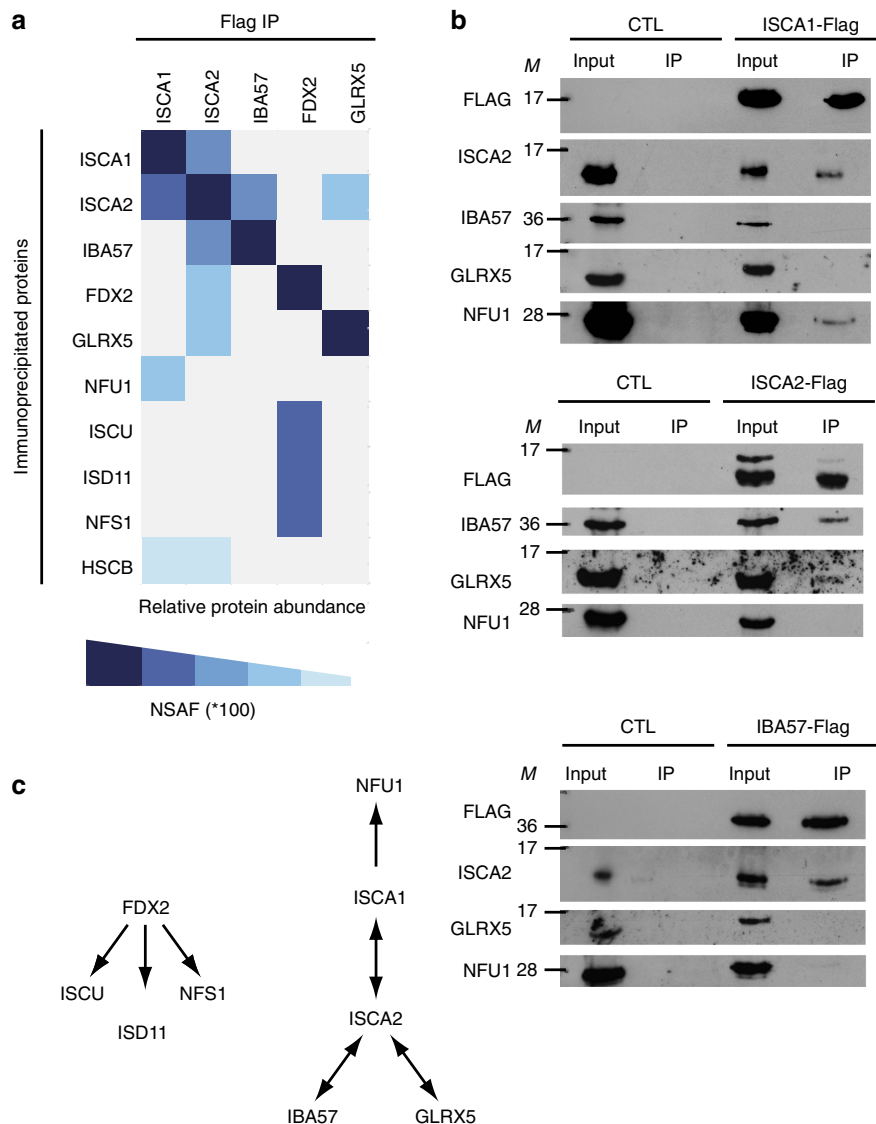 a
Flag IP
ISCA1
ISCA2
IBA57
FDX2
GLRX5
Immunoprecipitated proteins
ISCA1
ISCA2
IBA57
FDX2
GLRX5
NFU1
ISCU
ISD11
NFS1
HSCB
Relative protein abundance
NSAF (*100)
b
CTL ISCA1-Flag
M Input IP Input IP
FLAG 17
ISCA2 17
IBA57 36
GLRX5 17
NFU1 28
CTL ISCA2-Flag
M Input IP Input IP
FLAG 17
IBA57 36
GLRX5 17
NFU1 28
CTL IBA57-Flag
M Input IP Input IP
FLAG 36
ISCA2 17
GLRX5 17
NFU1 28
c
FDX2
ISCU NFS1
ISD11
NFU1
ISCA1
ISCA2
IBA57 GLRX5